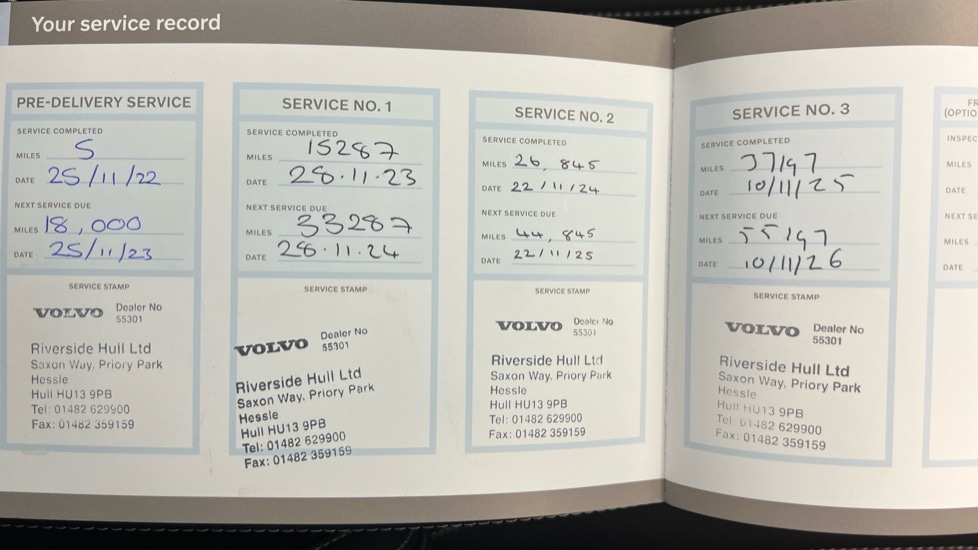 Your service record
PRE-DELIVERY SERVICE
SERVICE COMPLETED
MILES 5
DATE 25/11/22
NEXT SERVICE DUE
MILES 18,000
DATE 25/11/23
SERVICE STAMP
VOLVO Dealer No
55301
Riverside Hull Ltd
Saxon Way, Priory Park
Hessle
Hull HU13 9PB
Tel: 01482 629900
Fax: 01482 359159
SERVICE NO. 1
SERVICE COMPLETED
MILES 15287
DATE 28.11.23
NEXT SERVICE DUE
MILES 33287
DATE 28.11.24
SERVICE STAMP
VOLVO Dealer No
55301
Riverside Hull Ltd
Saxon Way, Priory Park
Hessle
Hull HU13 9PB
Tel: 01482 629900
Fax: 01482 359159
SERVICE NO. 2
SERVICE COMPLETED
MILES 26,845
DATE 22/11/24
NEXT SERVICE DUE
MILES 44,845
DATE 22/11/25
SERVICE STAMP
VOLVO Dealer No
55301
Riverside Hull Ltd
Saxon Way, Priory Park
Hessle
Hull HU13 9PB
Tel: 01482 629900
Fax: 01482 359159
SERVICE NO. 3
SERVICE COMPLETED
MILES 37197
DATE 10/11/25
NEXT SERVICE DUE
MILES 55197
DATE 10/11/26
SERVICE STAMP
VOLVO Dealer No
55301
Riverside Hull Ltd
Saxon Way, Priory Park
Hessle
Hull HU13 9PB
Tel: 01482 629900
Fax: 01482 359159
FR
(OPTIO
INSPEC
MILES
DATE
NEXT SE
MILES
DATE